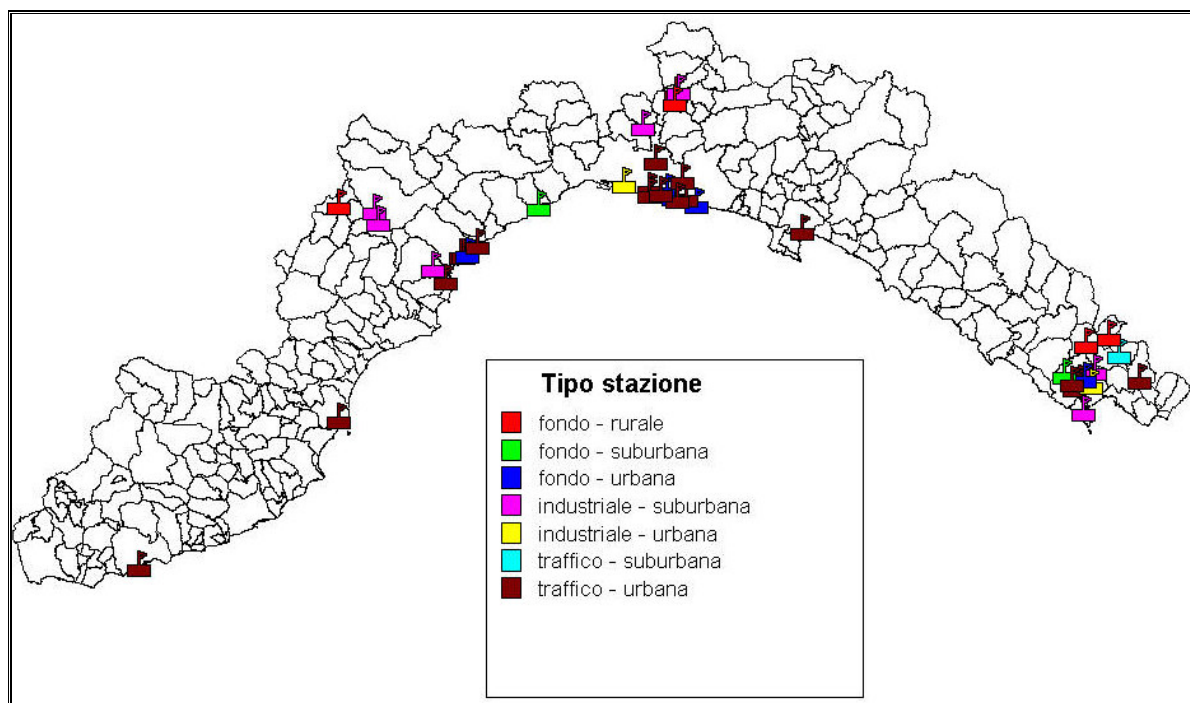 Tipo stazione
fondo - rurale
fondo - suburbana
fondo - urbana
industriale - suburbana
industriale - urbana
traffico - suburbana
traffico - urbana